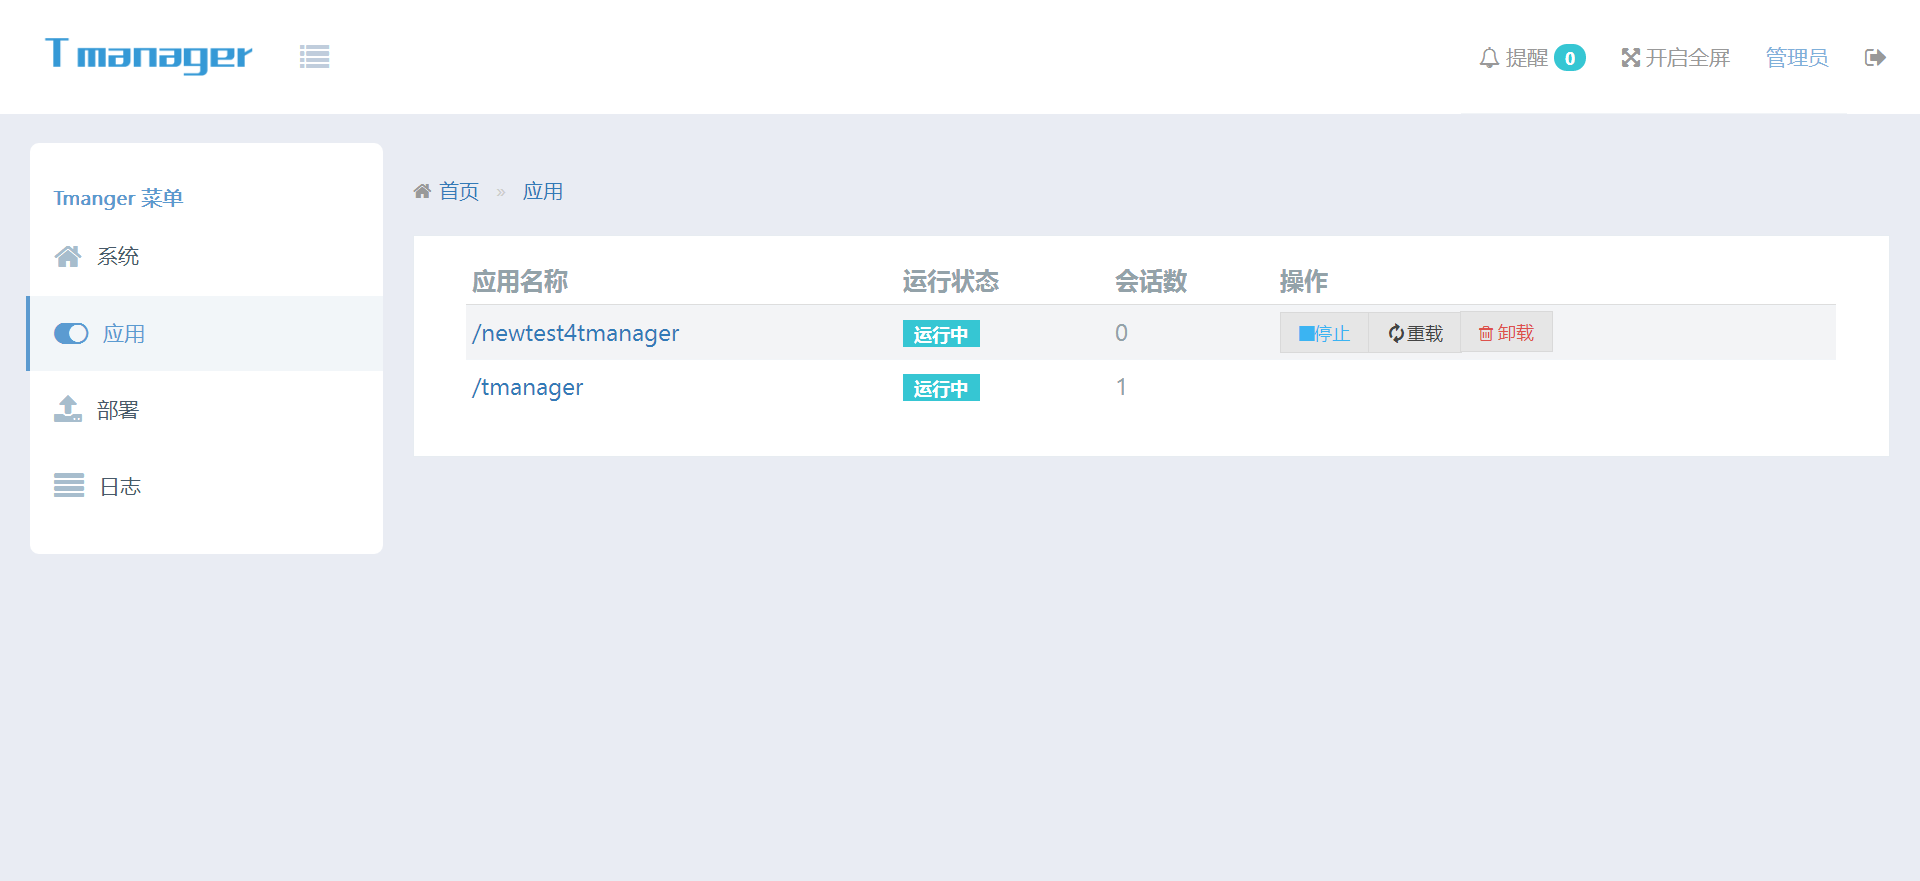 Tmanager
提醒 0 开启全屏 管理员
Tmanger 菜单
系统
应用
部署
日志
首页 » 应用
应用名称 运行状态 会话数 操作
/newtest4tmanager 运行中 0 停止 重载 卸载
/tmanager 运行中 1